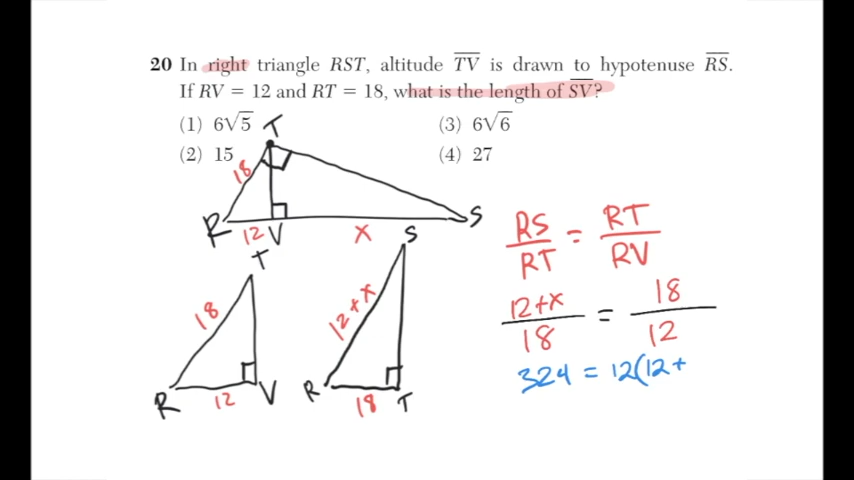 20 In right triangle RST, altitude TV is drawn to hypotenuse RS.
If RV = 12 and RT = 18, what is the length of SV?
(1) 6√5
(3) 6√6
(2) 15
(4) 27
T
18
R
12
V
x
S
T
18
R
12
V
S
12+x
R
18
T
RS/RT = RT/RV
12+x/18 = 18/12
324 = 12(12+